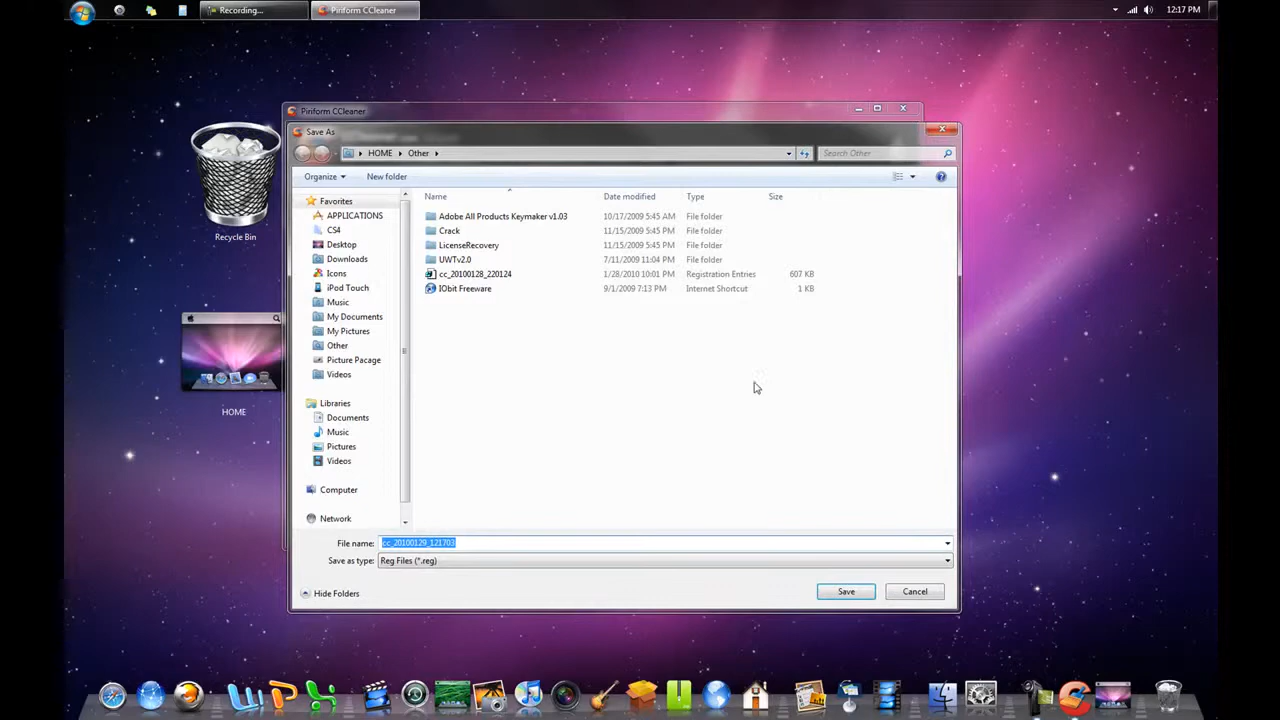 Recording...
Piriform CCleaner
12:17 PM
Piriform CCleaner
Save As
HOME
Other
Search Other
Organize
New folder
Name
Date modified
Type
Size
Favorites
APPLICATIONS
CS4
Desktop
Downloads
Icons
iPod Touch
Music
My Documents
My Pictures
Other
Picture Pacage
Videos
Libraries
Documents
Music
Pictures
Videos
Computer
Network
Adobe All Products Keymaker v1.03 10/17/2009 5:45 AM File folder
Crack 11/15/2009 5:45 AM File folder
LicenseRecovery 11/15/2009 5:45 AM File folder
UWTv2.0 7/11/2009 11:04 PM File folder
cc_20100128_220124 1/28/2010 10:01 PM Registration Entries 607 KB
IObit Freeware 9/1/2009 7:13 PM Internet Shortcut 1 KB
File name: cc_20100129_121703
Save as type: Reg Files (*.reg)
Hide Folders
Save
Cancel
Recycle Bin
HOME